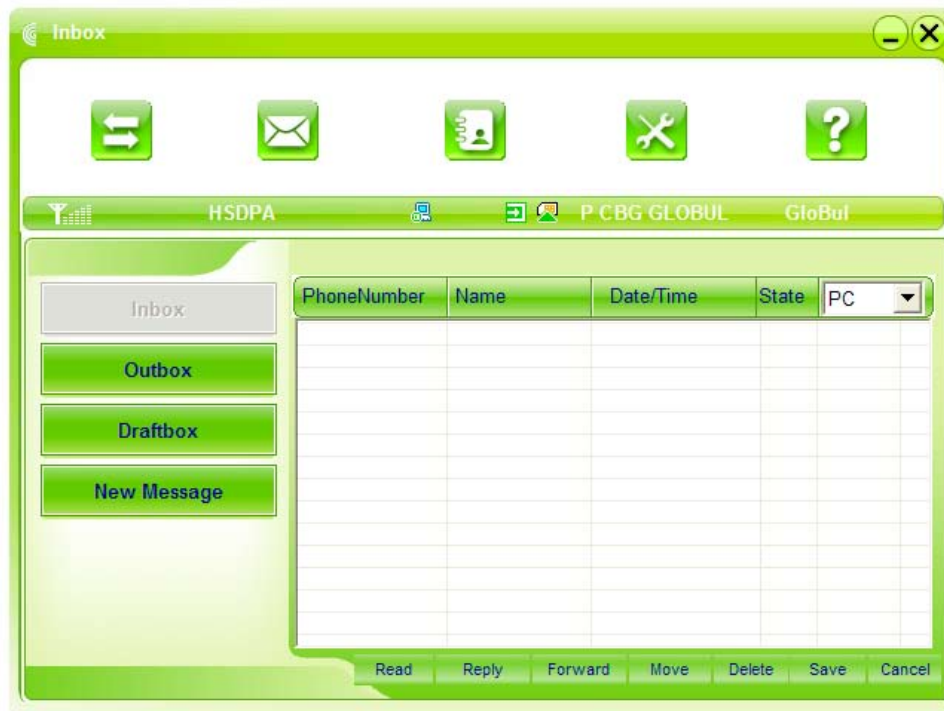 Inbox
HSDPA P CBG GLOBUL GloBul
Inbox
Outbox
Draftbox
New Message
PhoneNumber Name Date/Time State PC
Read Reply Forward Move Delete Save Cancel